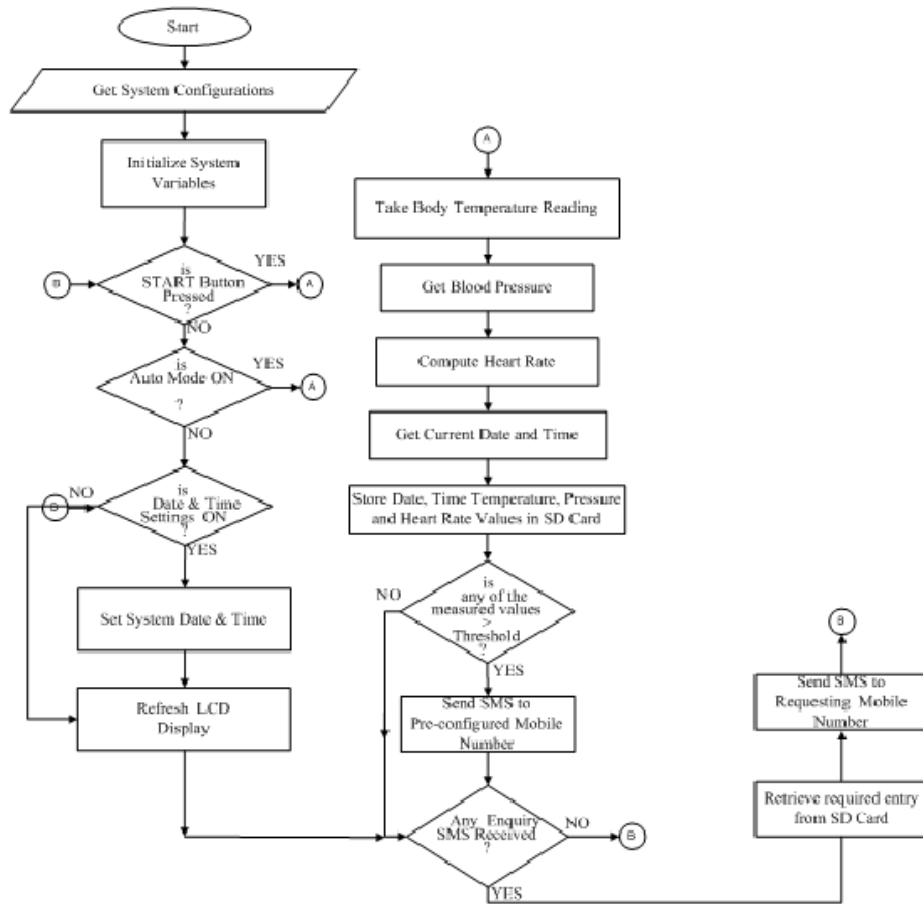 Start
Get System Configurations
Initialize System
Variables
B
is
START Button
Pressed
?
YES
A
NO
is
Auto Mode ON
?
YES
A
NO
is
Date & Time
Settings ON
?
NO
B
YES
Set System Date & Time
Refresh LCD
Display
A
Take Body Temperature Reading
Get Blood Pressure
Compute Heart Rate
Get Current Date and Time
Store Date, Time Temperature, Pressure
and Heart Rate Values in SD Card
is
any of the
measured values
>
Threshold
?
NO
YES
Send SMS to
Pre-configured Mobile
Number
Any Enquiry
SMS Received
?
NO
B
YES
B
Send SMS to
Requesting Mobile
Number
Retrieve required entry
from SD Card